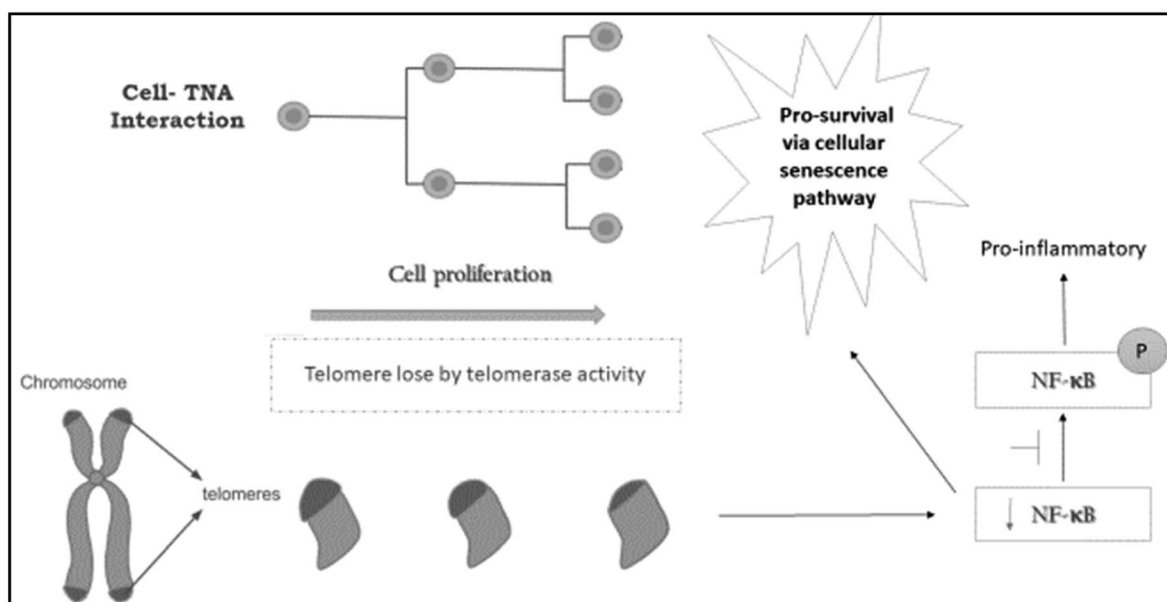 Cell- TNA
Interaction
Cell proliferation
Telomere lose by telomerase activity
Chromosome
telomeres
Pro-survival
via cellular
senescence
pathway
Pro-inflammatory
P
NF-κB
↓ NF-κB